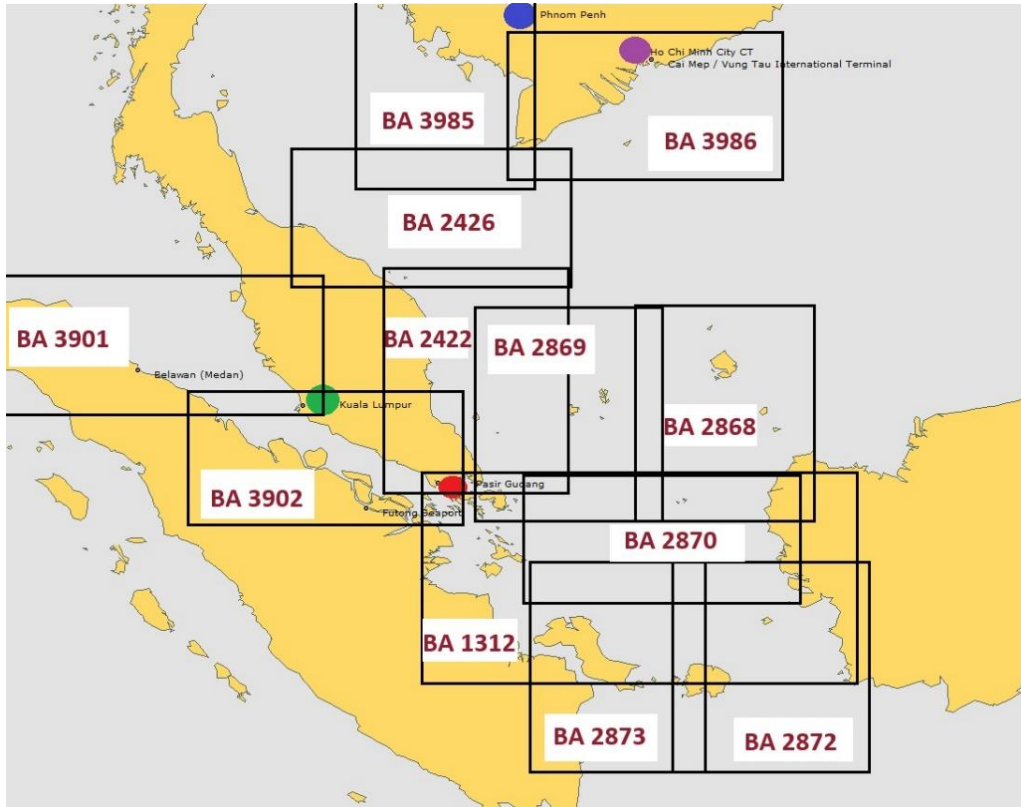 Phnom Penh
Ho Chi Minh City CT
Cai Mep / Vung Tau International Terminal
BA 3985
BA 3986
BA 2426
BA 3901
BA 2422
BA 2869
Belawan (Medan)
Kuala Lumpur
BA 2868
BA 3902
Pasir Gudang
Futong Seaport
BA 2870
BA 1312
BA 2873
BA 2872